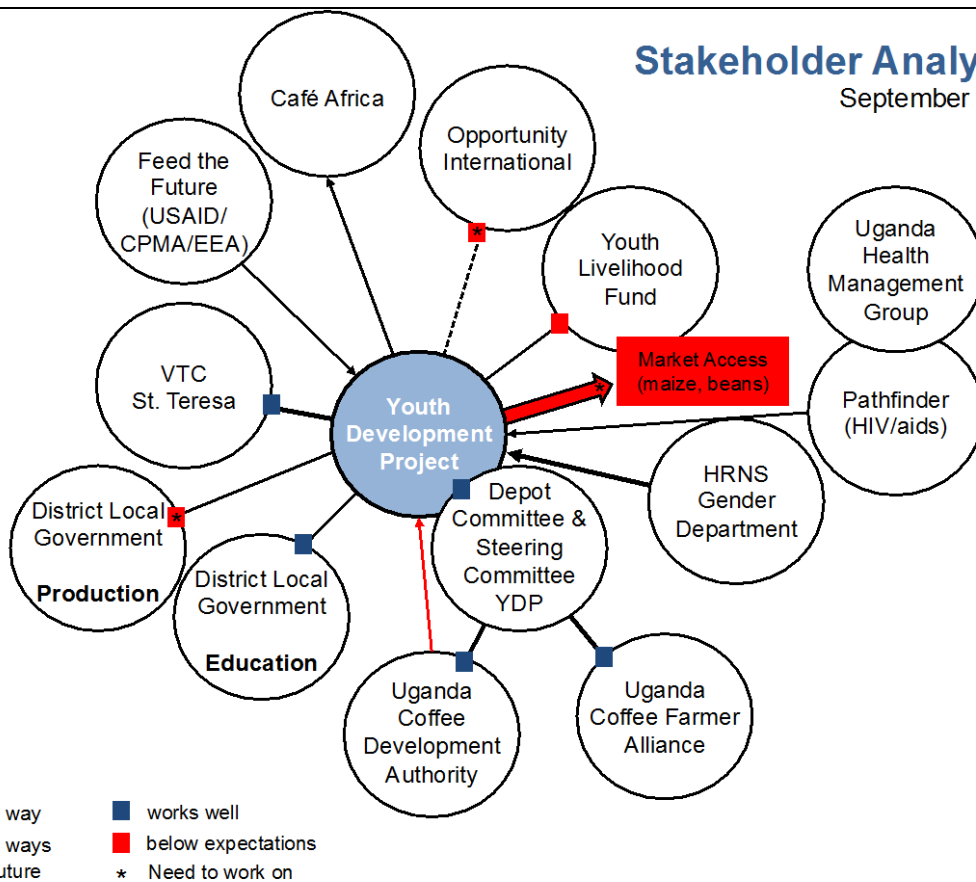 Stakeholder Analy
September
Café Africa
Opportunity
International
*
Feed the
Future
(USAID/
CPMA/EEA)
Youth
Livelihood
Fund
Uganda
Health
Management
Group
Market Access
(maize, beans)
*
VTC
St. Teresa
Youth
Development
Project
Pathfinder
(HIV/aids)
HRNS
Gender
Department
Depot
Committee &
Steering
Committee
YDP
District Local
Government
*
Production
District Local
Government
Education
Uganda
Coffee
Development
Authority
Uganda
Coffee Farmer
Alliance
way
works well
ways
below expectations
uture
* Need to work on